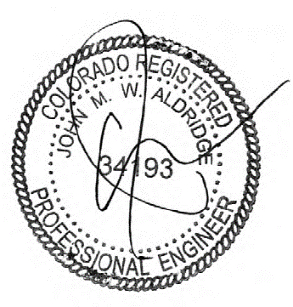 COLORADO REGISTERED
JOHN M. W. ALDRIDGE
34193
PROFESSIONAL ENGINEER